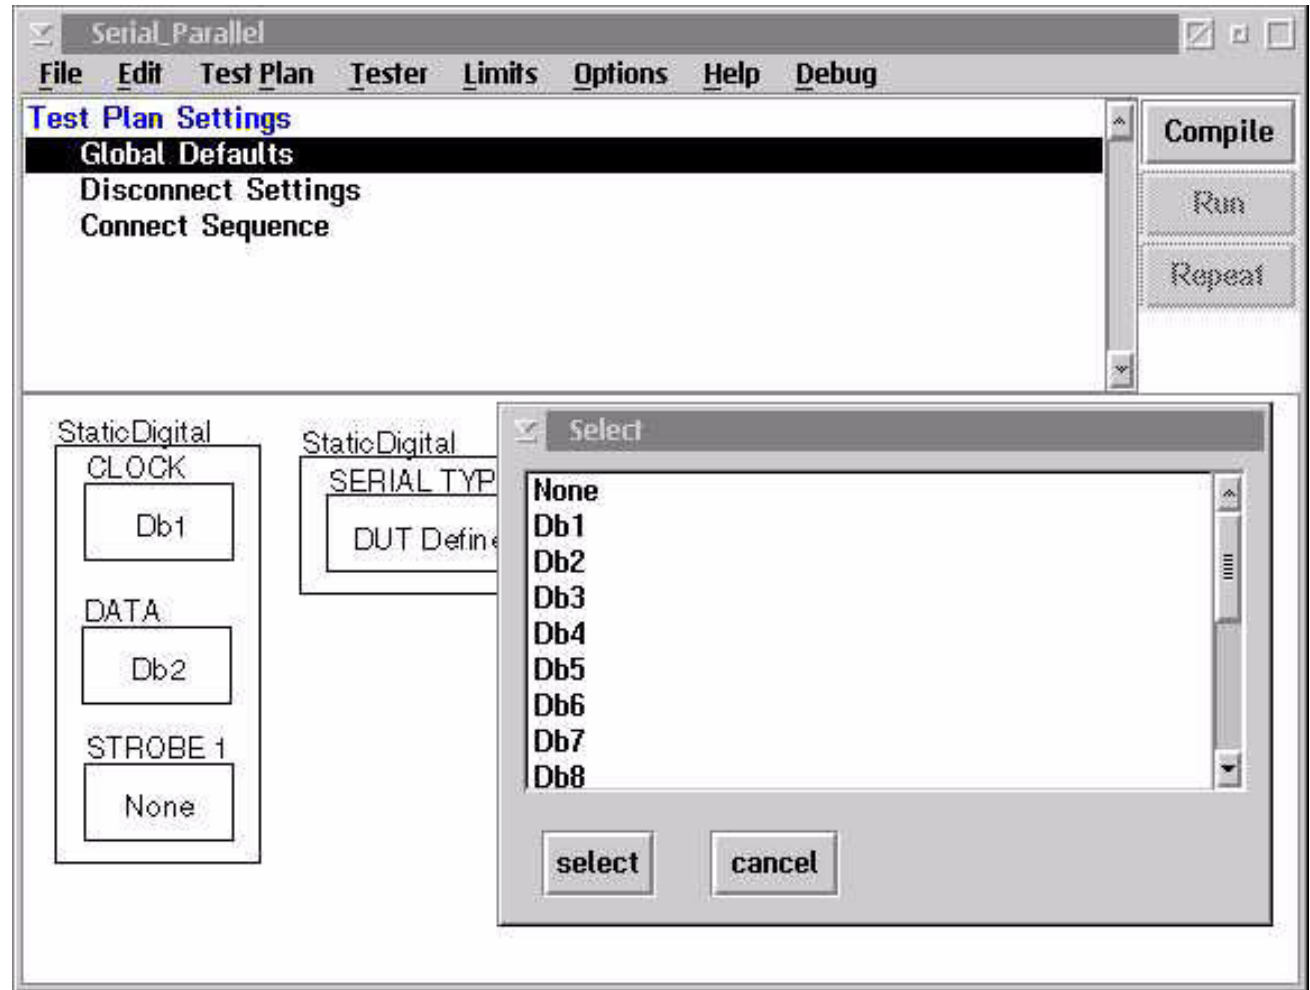 Serial_Parallel
File Edit Test Plan Tester Limits Options Help Debug
Test Plan Settings
Global Defaults
Disconnect Settings
Connect Sequence
Compile
Run
Repeat
StaticDigital
CLOCK
Db1
DATA
Db2
STROBE 1
None
StaticDigital
SERIAL TYP
DUT Define
Select
None
Db1
Db2
Db3
Db4
Db5
Db6
Db7
Db8
select
cancel